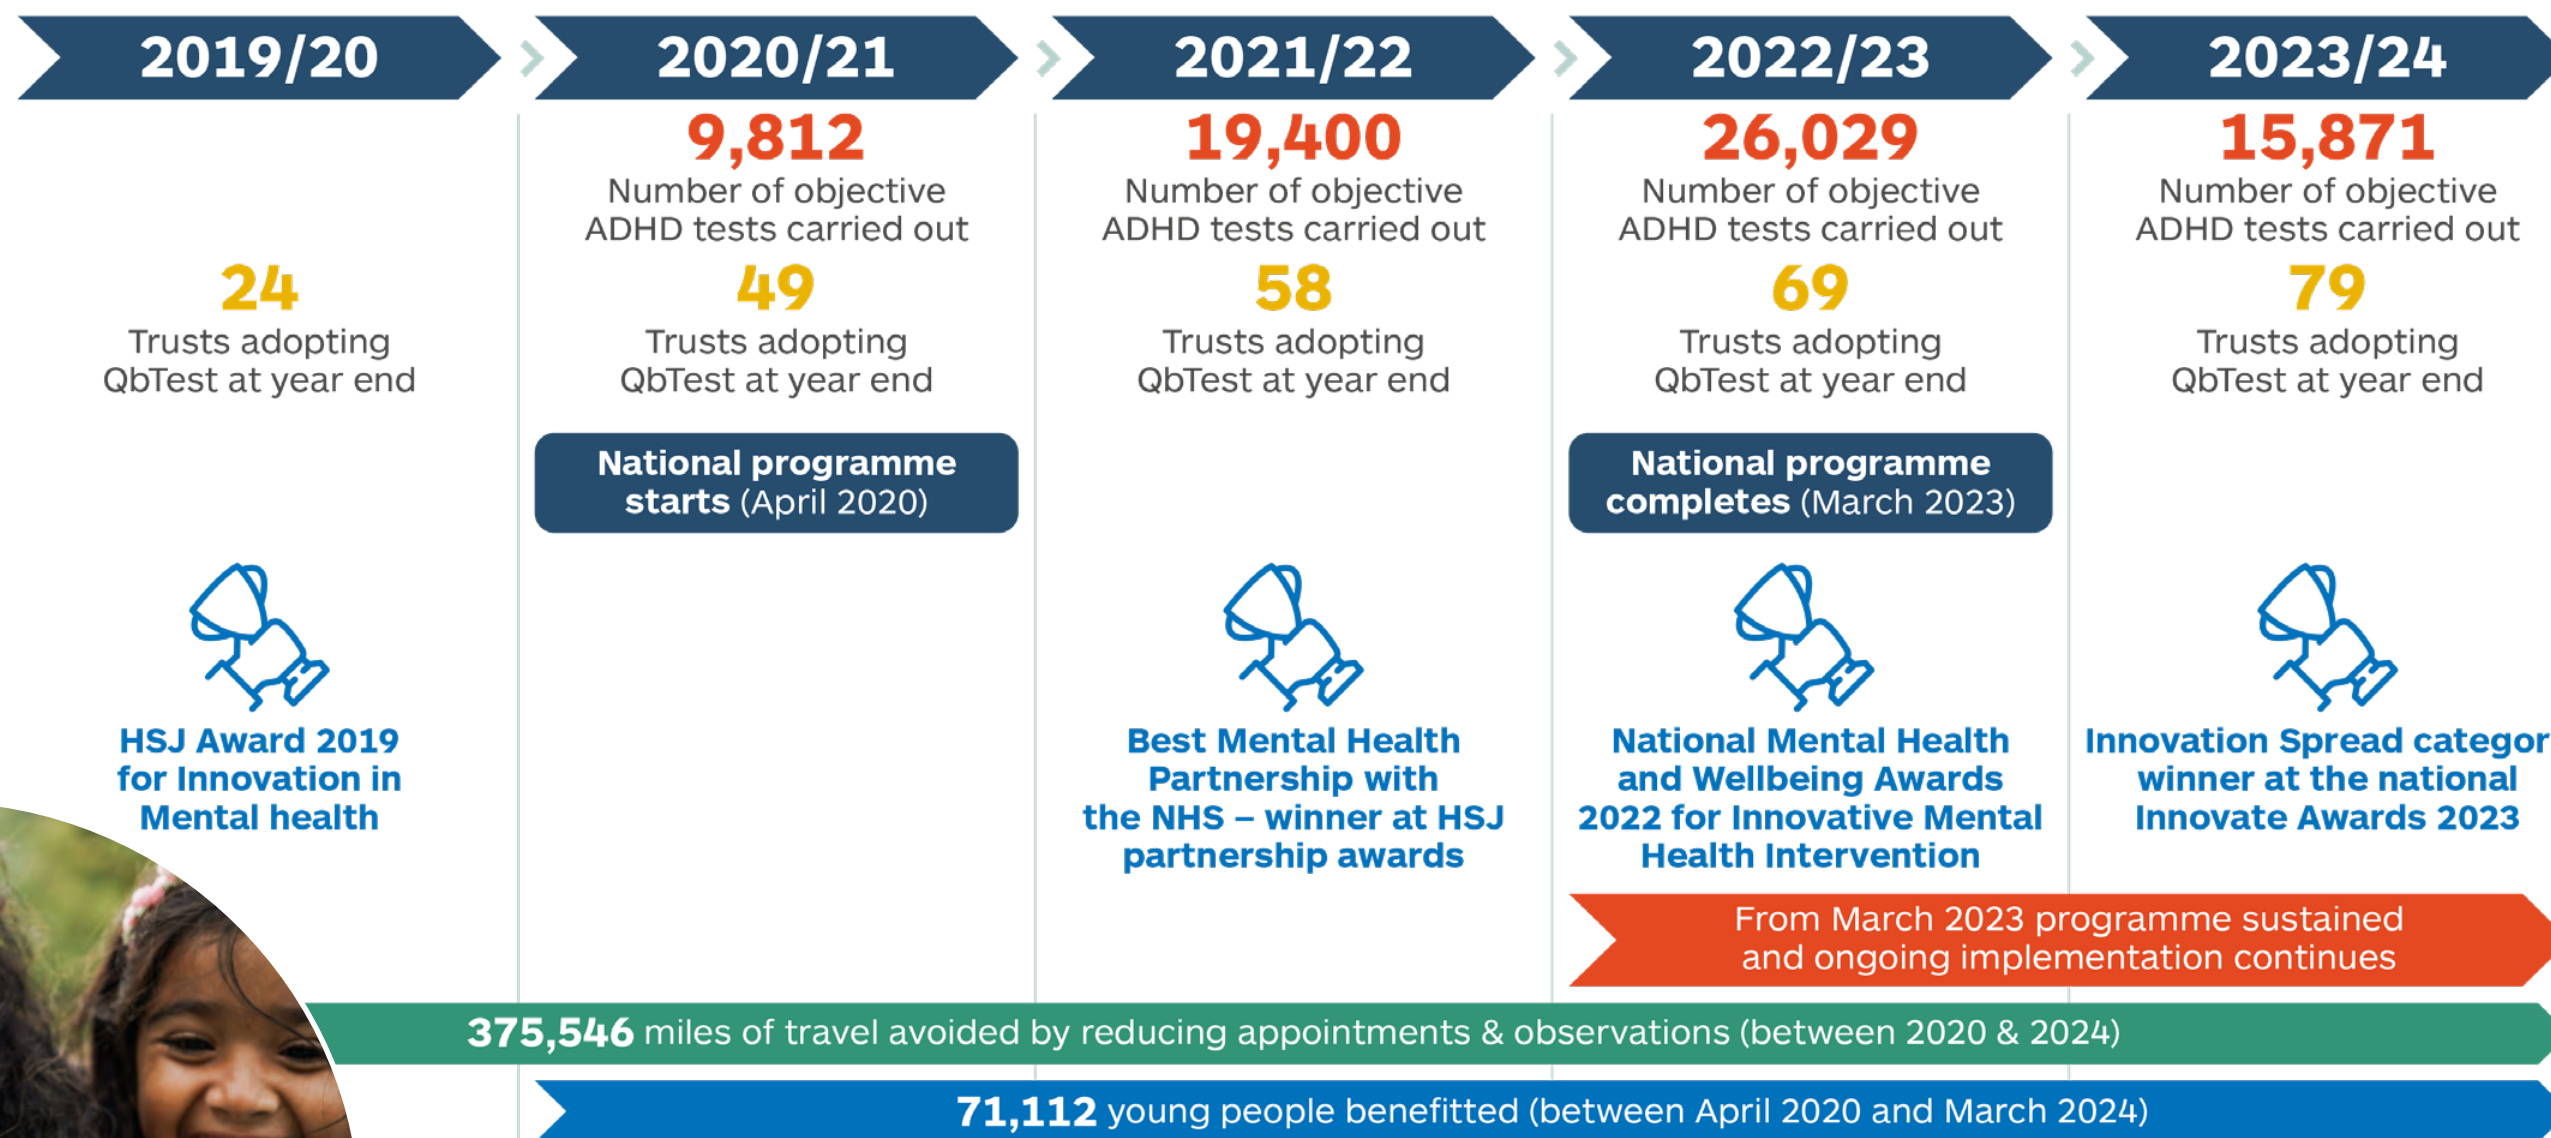 2019/20
2020/21
2021/22
2022/23
2023/24
9,812
Number of objective
ADHD tests carried out
19,400
Number of objective
ADHD tests carried out
26,029
Number of objective
ADHD tests carried out
15,871
Number of objective
ADHD tests carried out
24
Trusts adopting
QbTest at year end
49
Trusts adopting
QbTest at year end
58
Trusts adopting
QbTest at year end
69
Trusts adopting
QbTest at year end
79
Trusts adopting
QbTest at year end
National programme
starts (April 2020)
National programme
completes (March 2023)
HSJ Award 2019
for Innovation in
Mental health
Best Mental Health
Partnership with
the NHS – winner at HSJ
partnership awards
National Mental Health
and Wellbeing Awards
2022 for Innovative Mental
Health Intervention
Innovation Spread categor
winner at the national
Innovate Awards 2023
From March 2023 programme sustained
and ongoing implementation continues
375,546 miles of travel avoided by reducing appointments & observations (between 2020 & 2024)
71,112 young people benefitted (between April 2020 and March 2024)